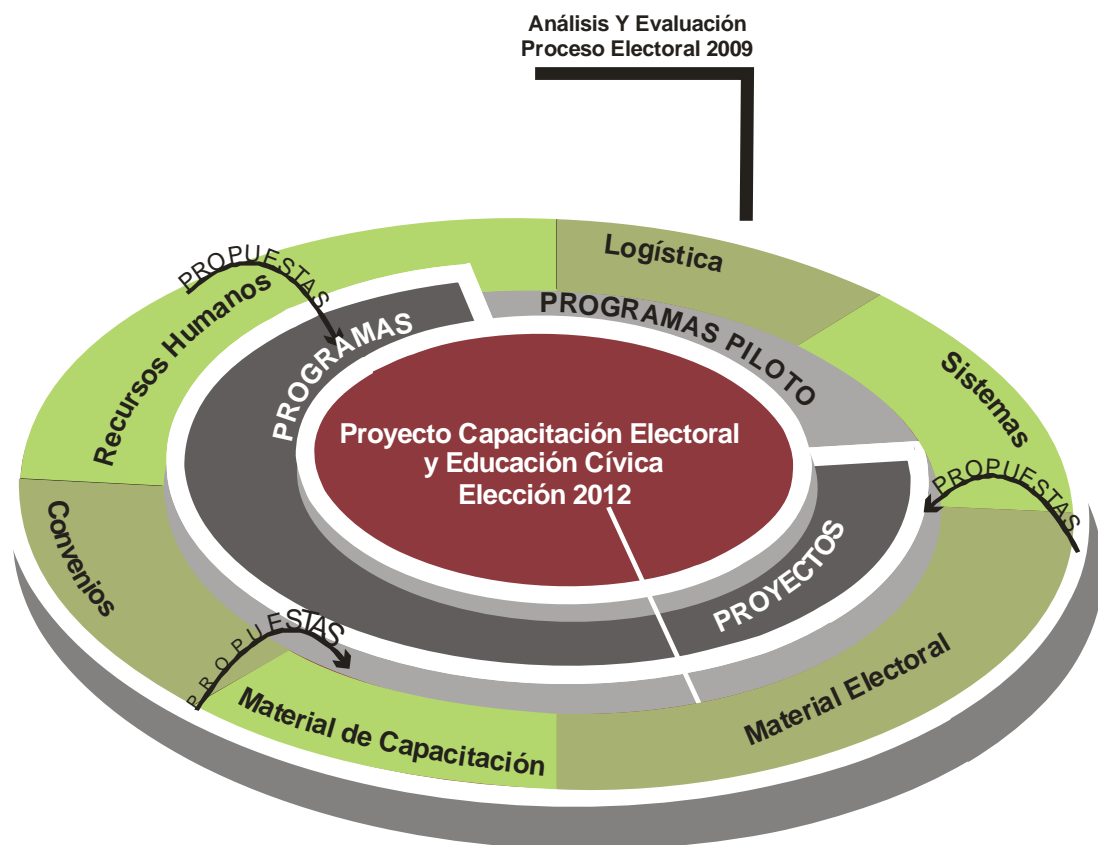 Análisis Y Evaluación
Proceso Electoral 2009
Logística
PROPUESTAS
Recursos Humanos
PROGRAMAS
PROGRAMAS PILOTO
Sistemas
Proyecto Capacitación Electoral
y Educación Cívica
Elección 2012
PROPUESTAS
Convenios
PROYECTOS
PROPUESTAS
Material de Capacitación
Material Electoral